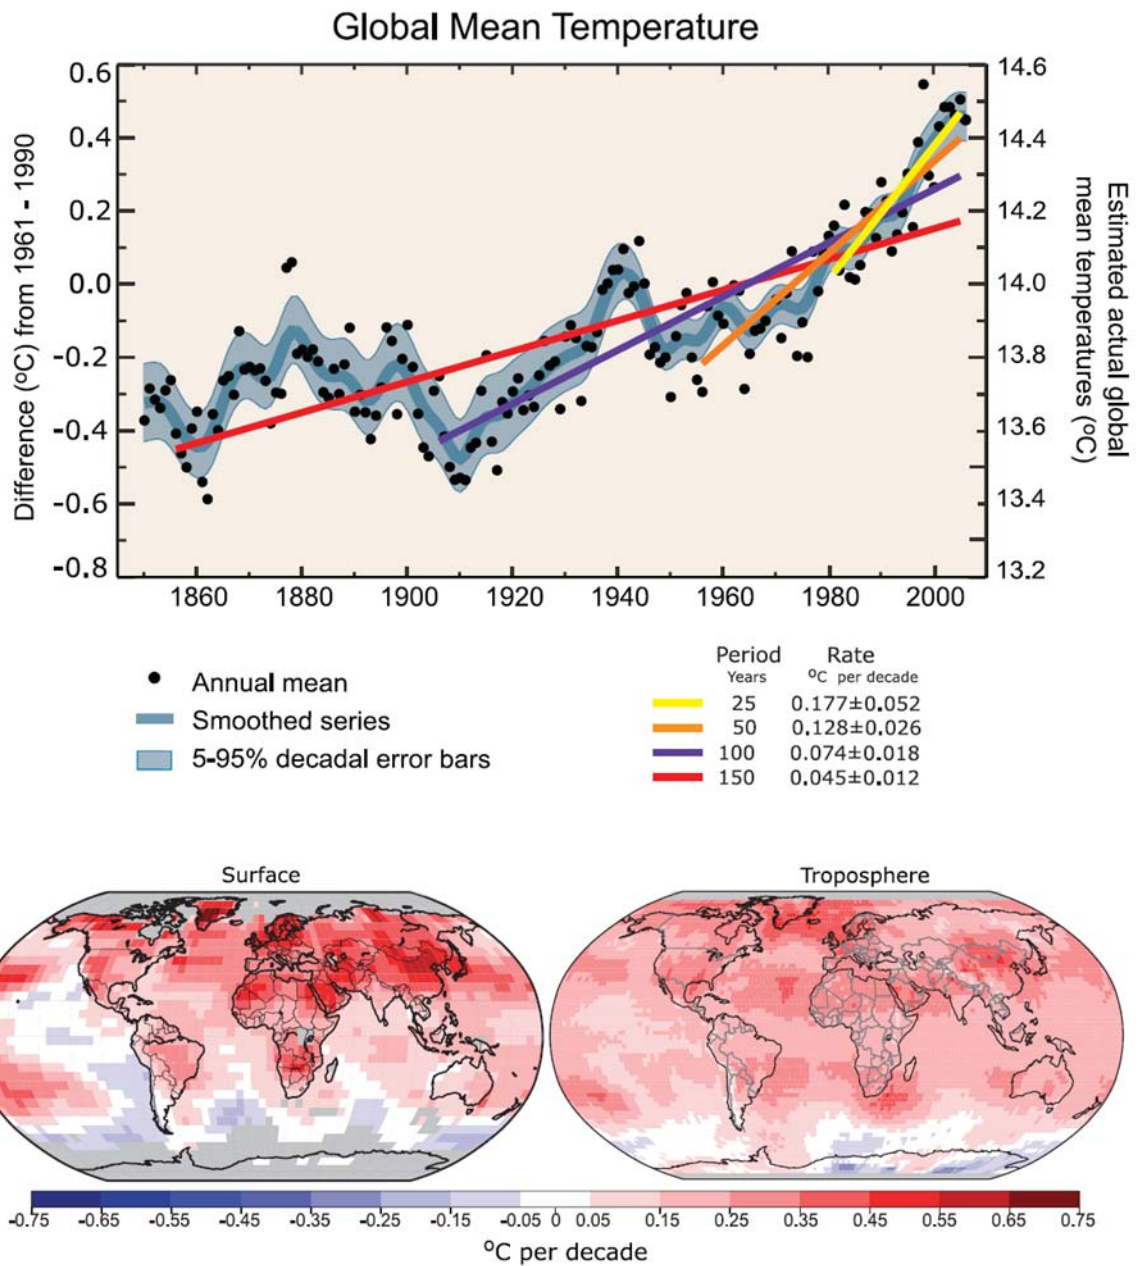 Global Mean Temperature
Difference (ºC) from 1961 - 1990
0.6
0.4
0.2
0.0
-0.2
-0.4
-0.6
-0.8
14.6
14.4
14.2
14.0
13.8
13.6
13.4
13.2
Estimated actual global
mean temperatures (ºC)
1860 1880 1900 1920 1940 1960 1980 2000
Annual mean
Smoothed series
5-95% decadal error bars
Period Rate
Years ºC per decade
25 0.177±0.052
50 0.128±0.026
100 0.074±0.018
150 0.045±0.012
Surface
Troposphere
-0.75 -0.65 -0.55 -0.45 -0.35 -0.25 -0.15 -0.05 0 0.05 0.15 0.25 0.35 0.45 0.55 0.65 0.75
ºC per decade